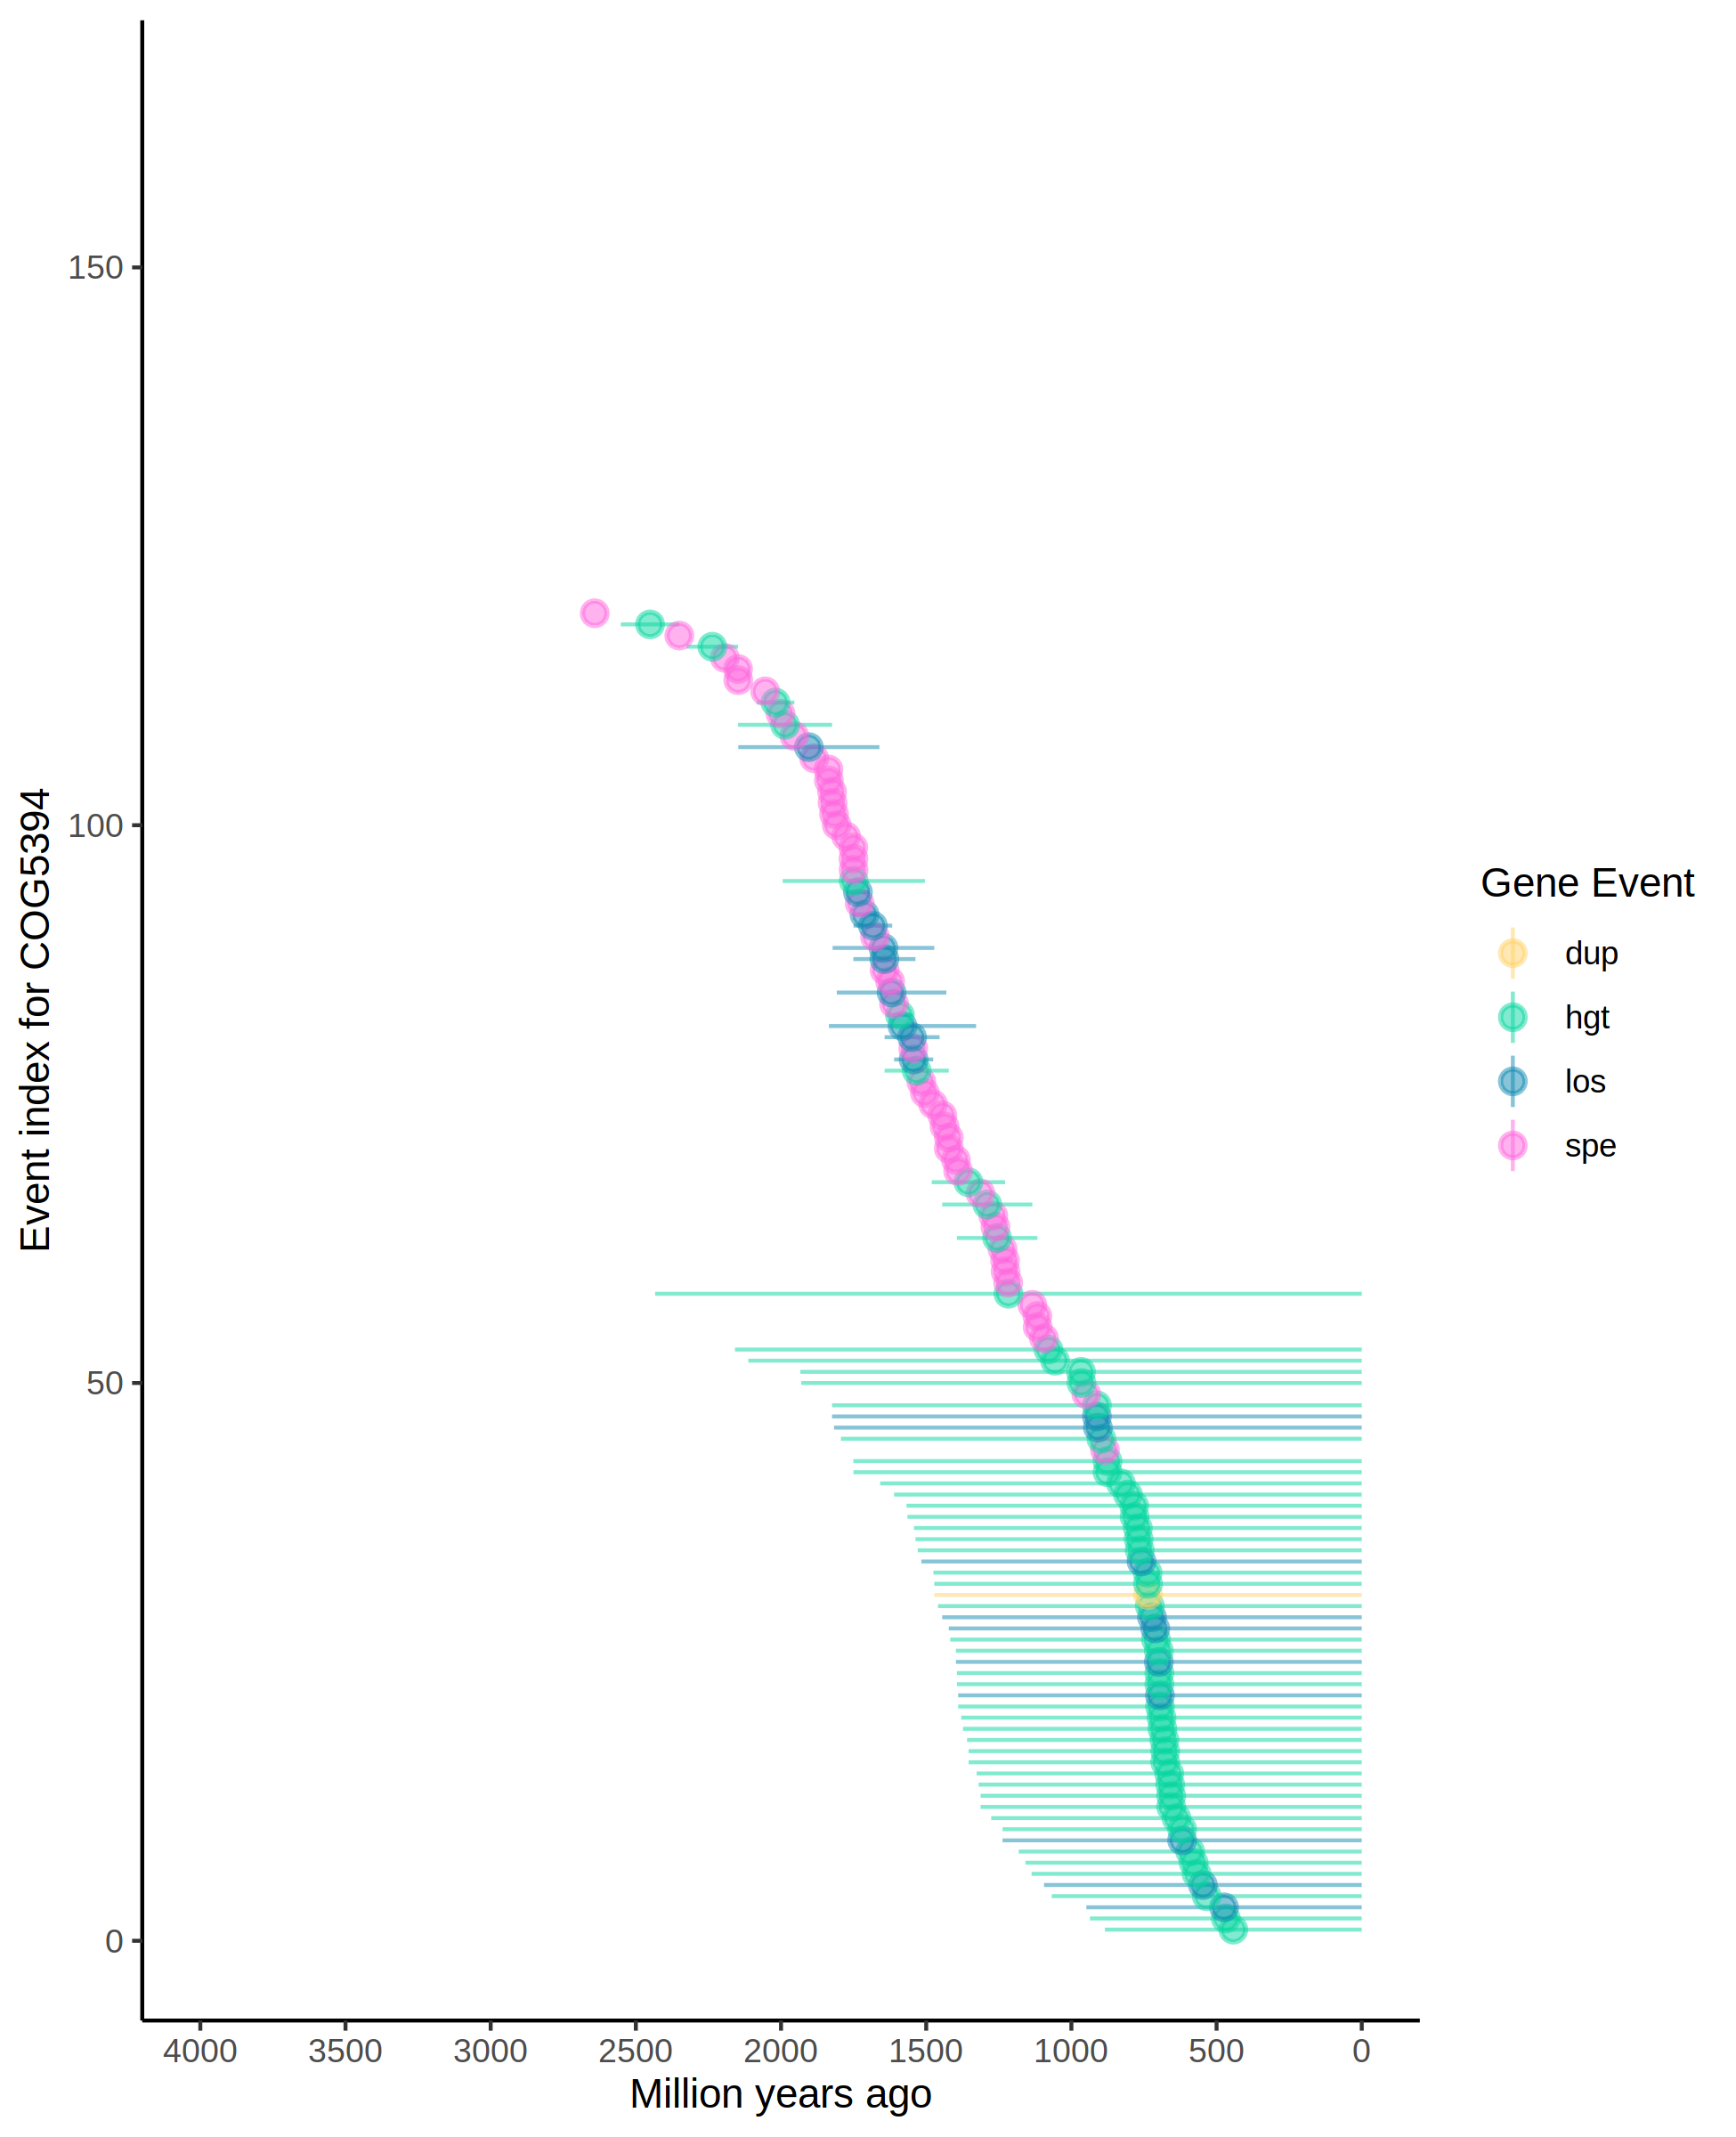 Event index for COG5394
150
100
50
0
4000 3500 3000 2500 2000 1500 1000 500 0
Million years ago
Gene Event
dup
hgt
los
spe